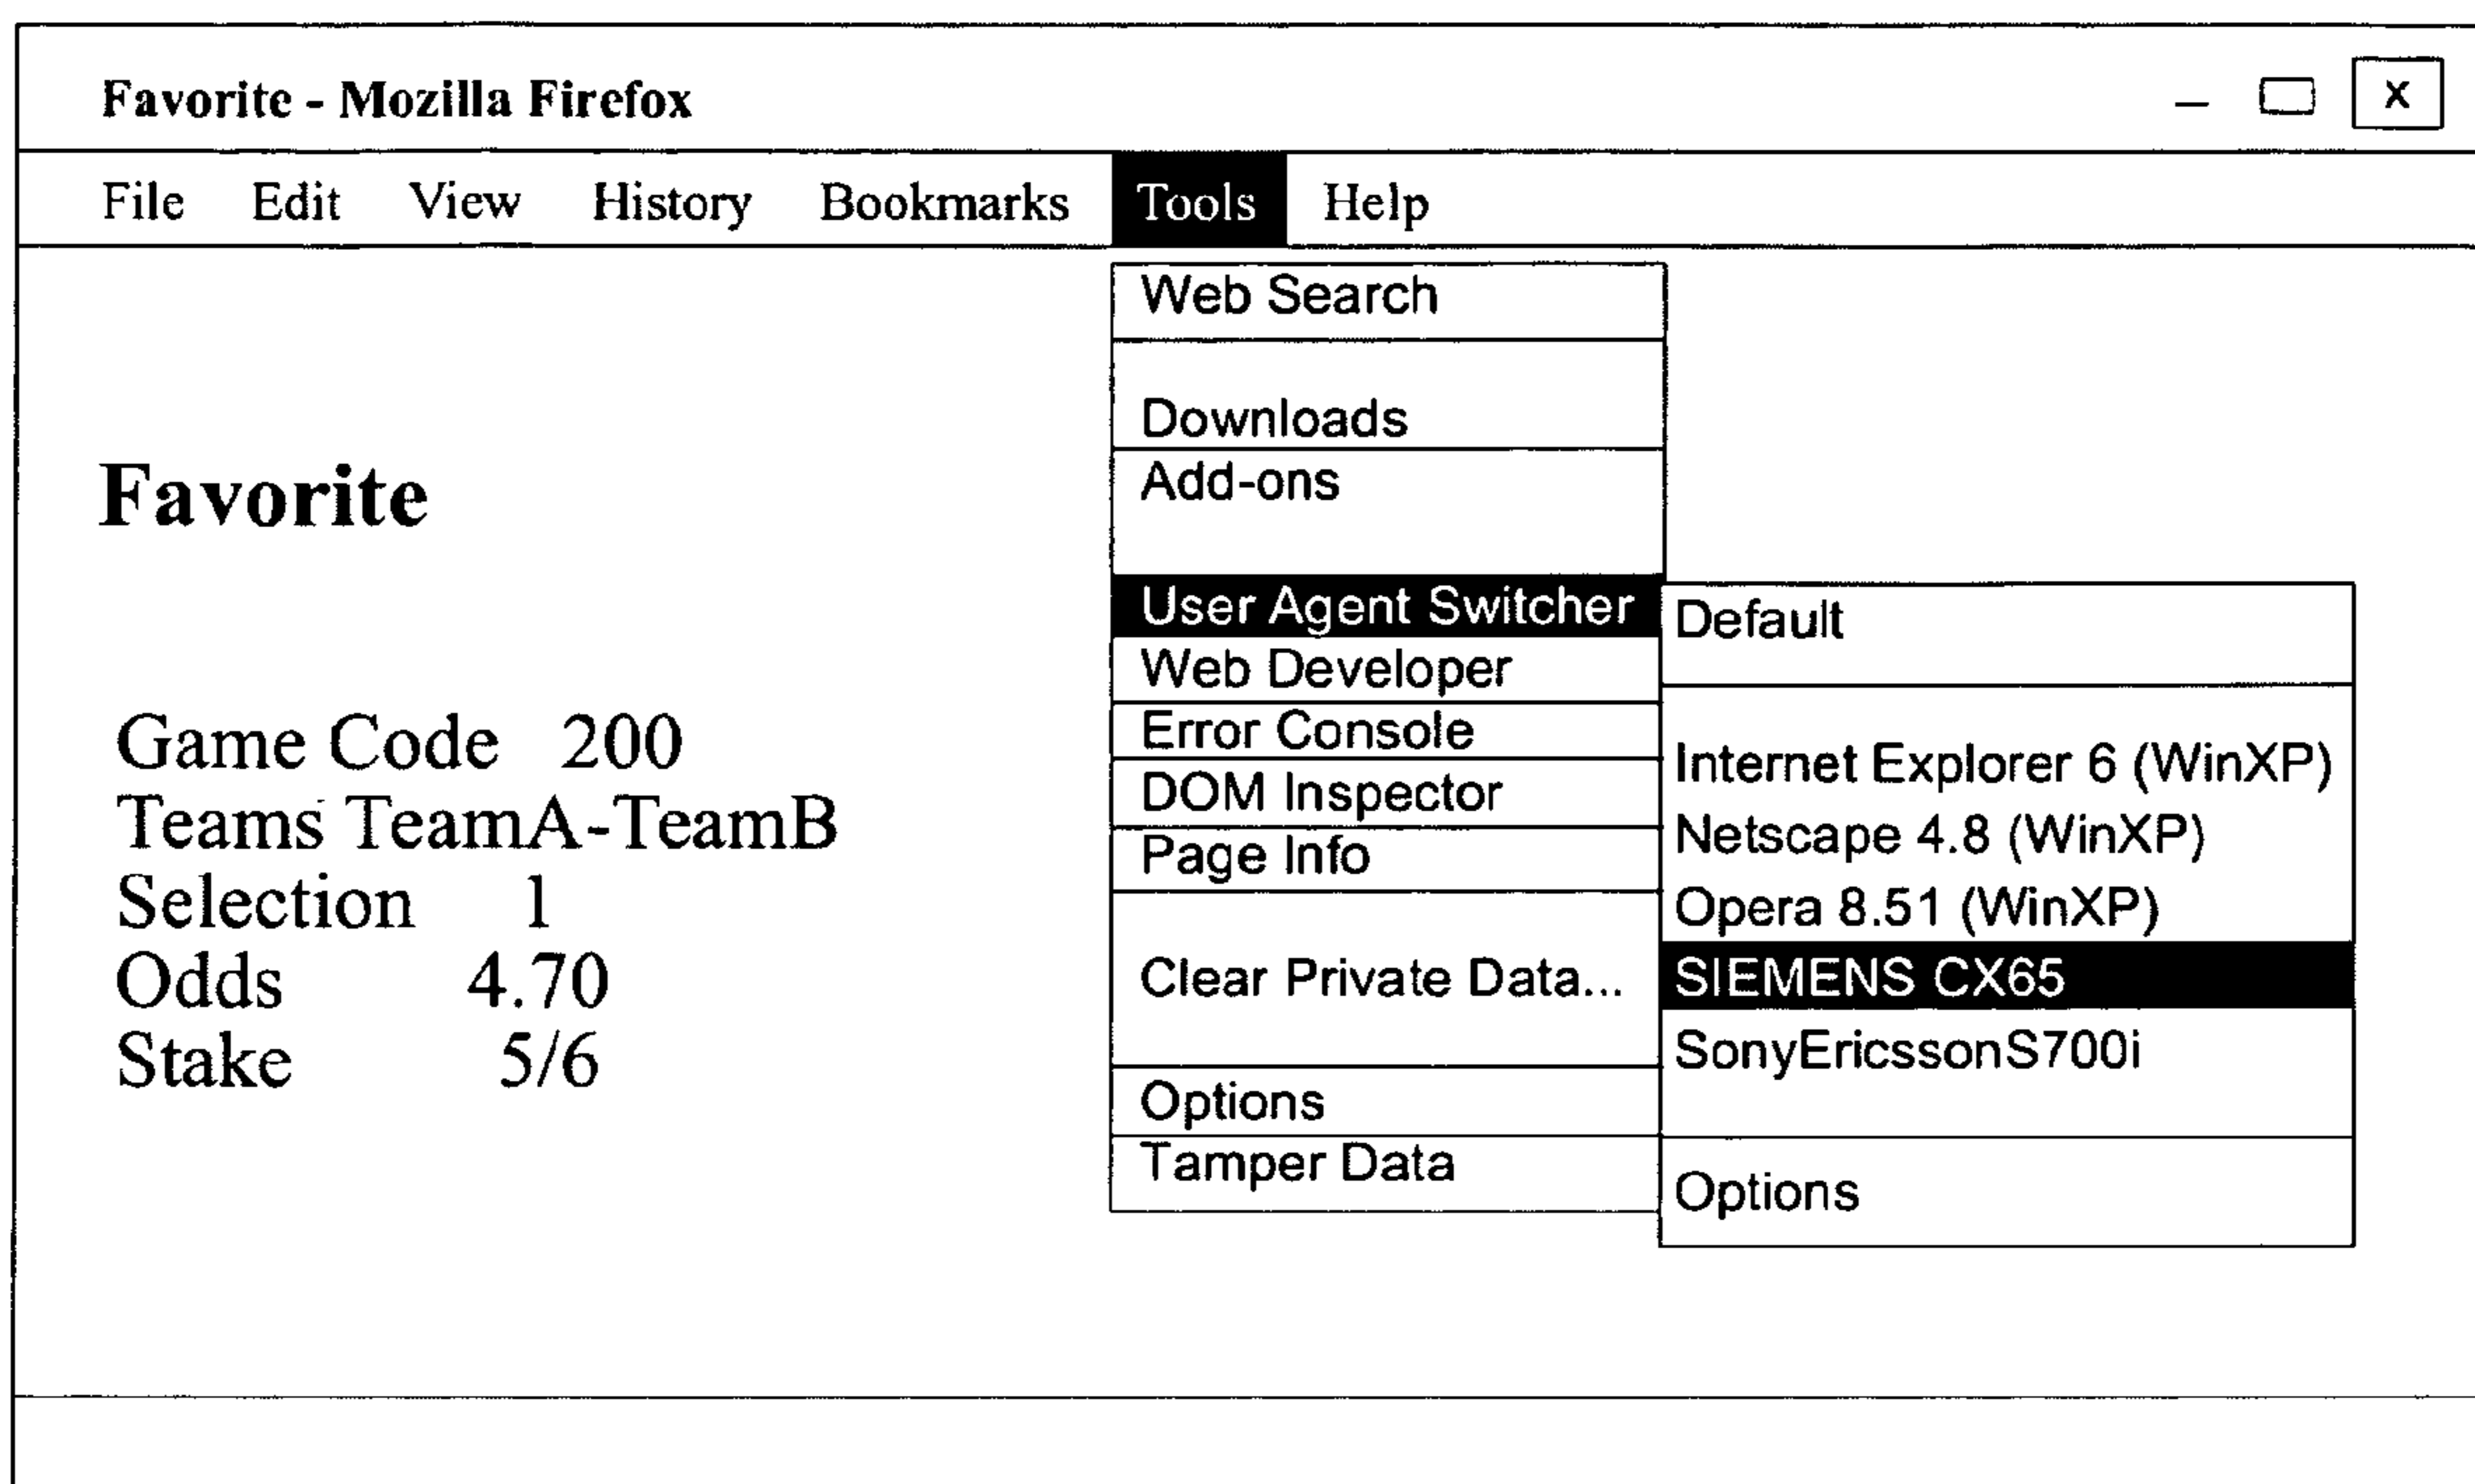 Favorite - Mozilla Firefox X
File Edit View History Bookmarks Tools Help
Web Search
Downloads
Add-ons
User Agent Switcher
Web Developer
Error Console
DOM Inspector
Page Info
Clear Private Data...
Options
Tamper Data
Default
Internet Explorer 6 (WinXP)
Netscape 4.8 (WinXP)
Opera 8.51 (WinXP)
SIEMENS CX65
SonyEricssonS700i
Options
Favorite
Game Code 200
Teams TeamA-TeamB
Selection 1
Odds 4.70
Stake 5/6